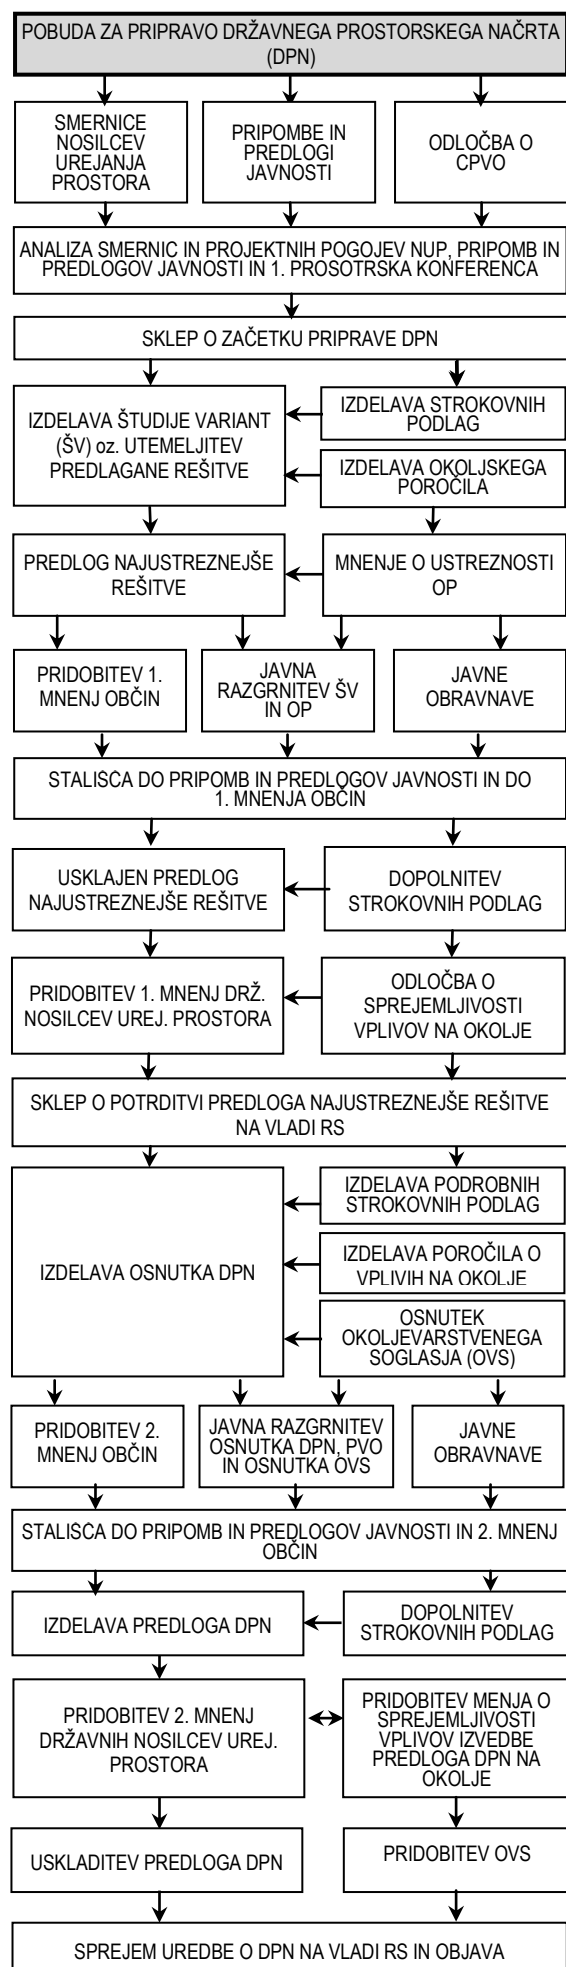 POBUDA ZA PRIPRAVO DRŽAVNEGA PROSTORSKEGA NAČRTA
(DPN)
SMERNICE
NOSILCEV
UREJANJA
PROSTORA
PRIPOMBE IN
PREDLOGI
JAVNOSTI
ODLOČBA O
CPVO
ANALIZA SMERNIC IN PROJEKTNIH POGOJEV NUP, PRIPOMB IN
PREDLOGOV JAVNOSTI IN 1. PROSOTRSKA KONFERENCA
SKLEP O ZAČETKU PRIPRAVE DPN
IZDELAVA ŠTUDIJE VARIANT
(ŠV) oz. UTEMELJITEV
PREDLAGANE REŠITVE
IZDELAVA STROKOVNIH
PODLAG
IZDELAVA OKOLJSKEGA
POROČILA
PREDLOG NAJUSTREZNEJŠE
REŠITVE
MNENJE O USTREZNOSTI
OP
PRIDOBITEV 1.
MNENJ OBČIN
JAVNA
RAZGRNITEV ŠV
IN OP
JAVNE
OBRAVNAVE
STALIŠČA DO PRIPOMB IN PREDLOGOV JAVNOSTI IN DO
1. MNENJA OBČIN
USKLAJEN PREDLOG
NAJUSTREZNEJŠE REŠITVE
DOPOLNITEV
STROKOVNIH PODLAG
PRIDOBITEV 1. MNENJ DRŽ.
NOSILCEV UREJ. PROSTORA
ODLOČBA O
SPREJEMLJIVOSTI
VPLIVOV NA OKOLJE
SKLEP O POTRDITVI PREDLOGA NAJUSTREZNEJŠE REŠITVE
NA VLADI RS
IZDELAVA OSNUTKA DPN
IZDELAVA PODROBNIH
STROKOVNIH PODLAG
IZDELAVA POROČILA O
VPLIVIH NA OKOLJE
OSNUTEK
OKOLJEVARSTVENEGA
SOGLASJA (OVS)
PRIDOBITEV 2.
MNENJ OBČIN
JAVNA RAZGRNITEV
OSNUTKA DPN, PVO
IN OSNUTKA OVS
JAVNE
OBRAVNAVE
STALIŠČA DO PRIPOMB IN PREDLOGOV JAVNOSTI IN 2. MNENJ
OBČIN
IZDELAVA PREDLOGA DPN
DOPOLNITEV
STROKOVNIH PODLAG
PRIDOBITEV 2. MNENJ
DRŽAVNIH NOSILCEV UREJ.
PROSTORA
PRIDOBITEV MENJA O
SPREJEMLJIVOSTI
VPLIVOV IZVEDBE
PREDLOGA DPN NA
OKOLJE
USKLADITEV PREDLOGA DPN
PRIDOBITEV OVS
SPREJEM UREDBE O DPN NA VLADI RS IN OBJAVA